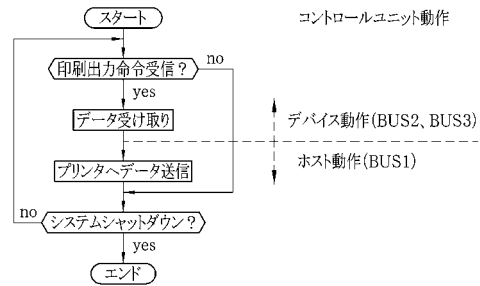 スタート
コントロールユニット動作
印刷出力命令受信?
no
yes
データ受け取り
デバイス動作(BUS2、BUS3)
ホスト動作(BUS1)
プリンタへデータ送信
no
システムシャットダウン?
yes
エンド